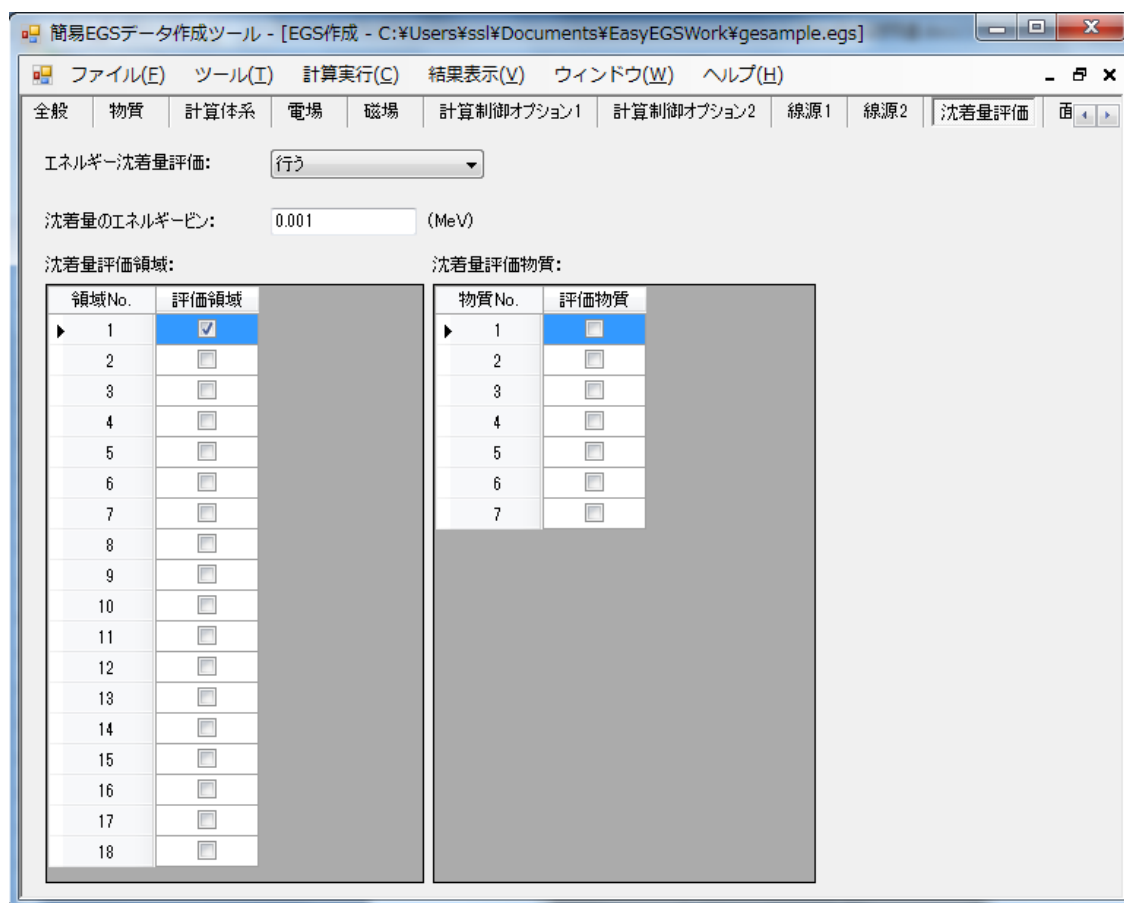 簡易EGSデータ作成ツール - [EGS作成 - C:¥Users¥ssl¥Documents¥EasyEGSWork¥gesample.egs]
ファイル(F) ツール(T) 計算実行(C) 結果表示(V) ウィンドウ(W) ヘルプ(H)
全般 物質 計算体系 電場 磁場 計算制御オプション1 計算制御オプション2 線源1 線源2 沈着量評価 面
エネルギー沈着量評価: 行う
沈着量のエネルギービン: 0.001 (MeV)
沈着量評価領域: 沈着量評価物質:
領域No. 評価領域 物質No. 評価物質
1 1
2 2
3 3
4 4
5 5
6 6
7 7
8
9
10
11
12
13
14
15
16
17
18